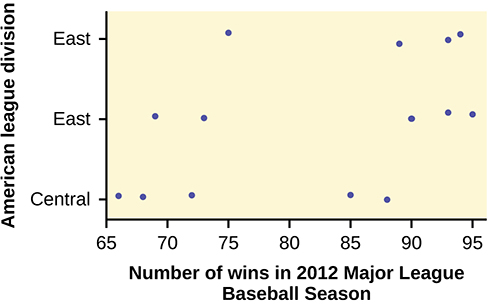 American league division
East
East
Central
65 70 75 80 85 90 95
Number of wins in 2012 Major League
Baseball Season